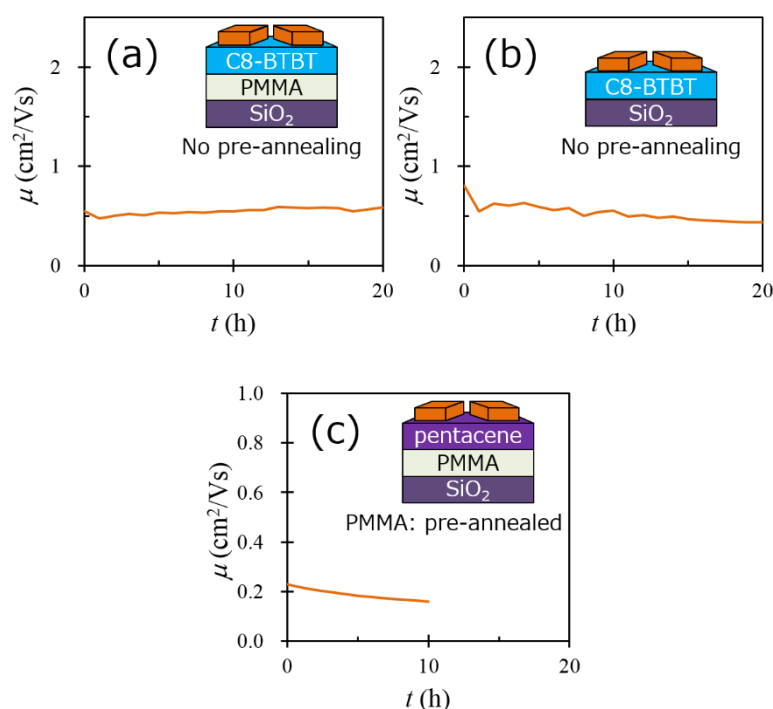 (a)
C8-BTBT
PMMA
SiO₂
No pre-annealing
μ (cm²/Vs)
2
1
0
0 10 20
t (h)
(b)
C8-BTBT
SiO₂
No pre-annealing
μ (cm²/Vs)
2
1
0
0 10 20
t (h)
(c)
pentacene
PMMA
SiO₂
PMMA: pre-annealed
μ (cm²/Vs)
1.0
0.8
0.6
0.4
0.2
0.0
0 10 20
t (h)